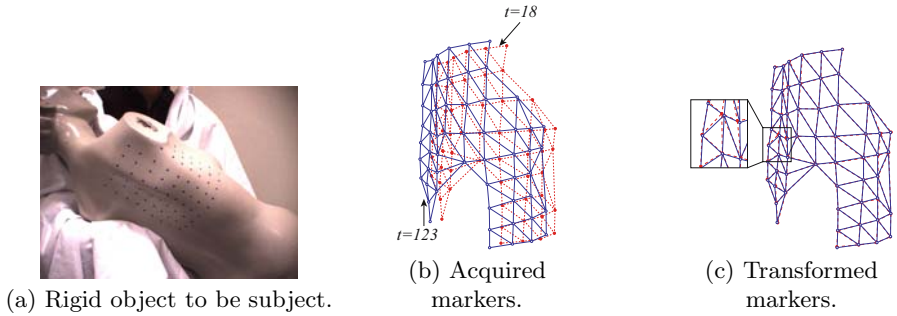 t=18
t=123
(a) Rigid object to be subject.
(b) Acquired
markers.
(c) Transformed
markers.